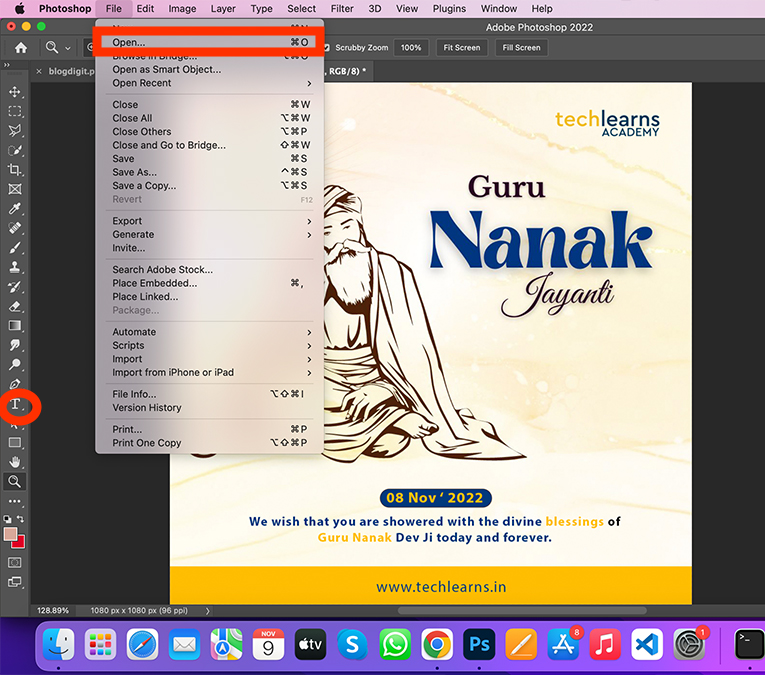 Photoshop File Edit Image Layer Type Select Filter 3D View Plugins Window Help
Adobe Photoshop 2022
Open... ⌘O
Scrubby Zoom 100% Fit Screen Fill Screen
Browse in Bridge... ⌥⌘O
× blogdigit.p , RGB/8) *
Open as Smart Object...
Open Recent >
Close ⌘W
Close All ⌥⌘W
Close Others ⌥⌘P
Close and Go to Bridge... ⇧⌘W
Save ⌘S
Save As... ^⌘S
Save a Copy... ⌥⌘S
Revert F12
Export >
Generate >
Invite...
Search Adobe Stock...
Place Embedded... ⌘,
Place Linked...
Package...
Automate >
Scripts >
Import >
Import from iPhone or iPad >
File Info... ⌥⇧⌘I
Version History
Print... ⌘P
Print One Copy ⌥⇧⌘P
T
techlearns
ACADEMY
Guru
Nanak
Jayanti
08 Nov ‘ 2022
We wish that you are showered with the divine blessings of
Guru Nanak Dev Ji today and forever.
www.techlearns.in
128.89% 1080 px x 1080 px (96 ppi) >
NOV
9
tv
S
Ps
8
1
>_